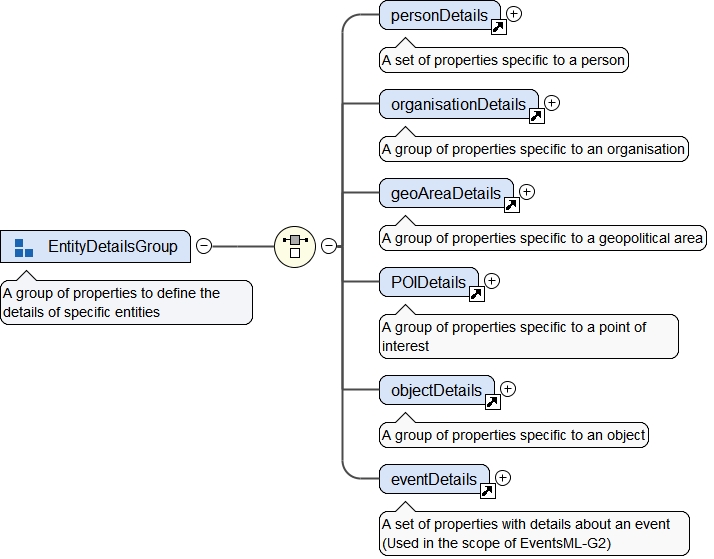 personDetails
A set of properties specific to a person
organisationDetails
A group of properties specific to an organisation
geoAreaDetails
A group of properties specific to a geopolitical area
EntityDetailsGroup
A group of properties to define the
details of specific entities
POIDetails
A group of properties specific to a point of
interest
objectDetails
A group of properties specific to an object
eventDetails
A set of properties with details about an event
(Used in the scope of EventsML-G2)